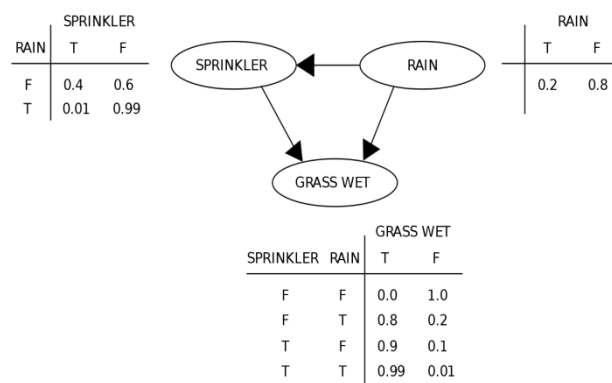 SPRINKLER
RAIN T F
F 0.4 0.6
T 0.01 0.99
SPRINKLER
RAIN
RAIN
T F
0.2 0.8
GRASS WET
GRASS WET
SPRINKLER RAIN T F
F F 0.0 1.0
F T 0.8 0.2
T F 0.9 0.1
T T 0.99 0.01